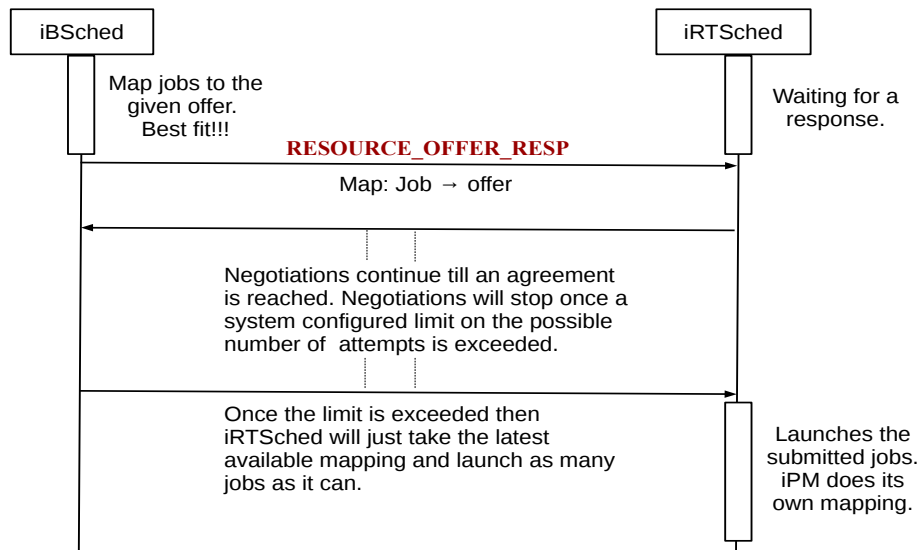 iBSched
iRTSched
Map jobs to the
given offer.
Best fit!!!
Waiting for a
response.
RESOURCE_OFFER_RESP
Map: Job → offer
Negotiations continue till an agreement
is reached. Negotiations will stop once a
system configured limit on the possible
number of  attempts is exceeded.
Once the limit is exceeded then
iRTSched will just take the latest
available mapping and launch as many
jobs as it can.
Launches the
submitted jobs.
iPM does its
own mapping.